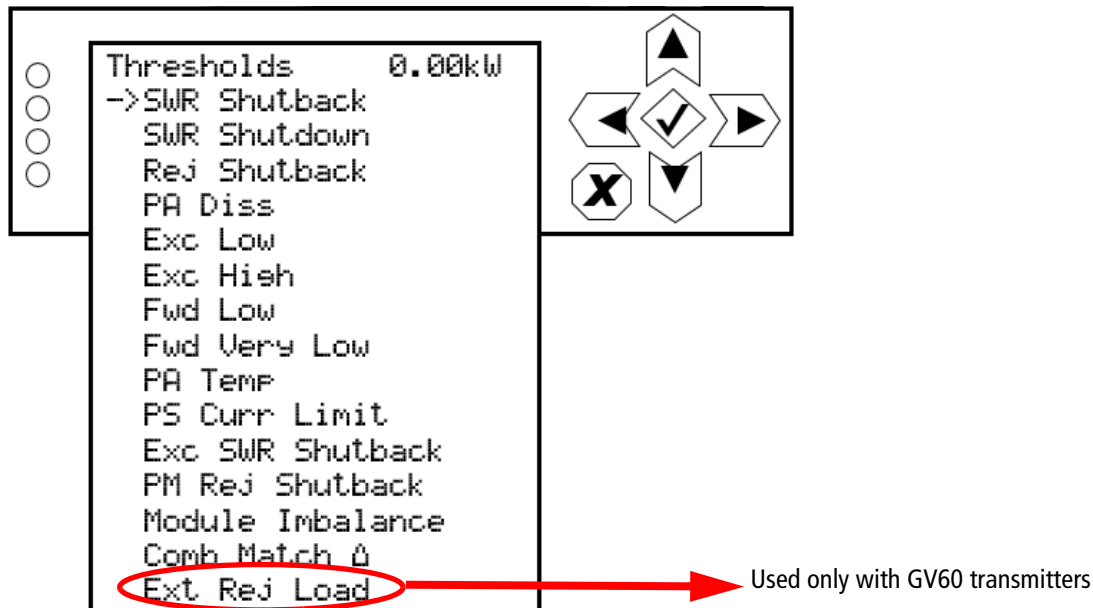 Thresholds 0.00kW
->SWR Shutback
SWR Shutdown
Rej Shutback
PA Diss
Exc Low
Exc High
Fwd Low
Fwd Very Low
PA Temp
PS Curr Limit
Exc SWR Shutback
PM Rej Shutback
Module Imbalance
Comb Match Δ
Ext Rej Load
Used only with GV60 transmitters
X